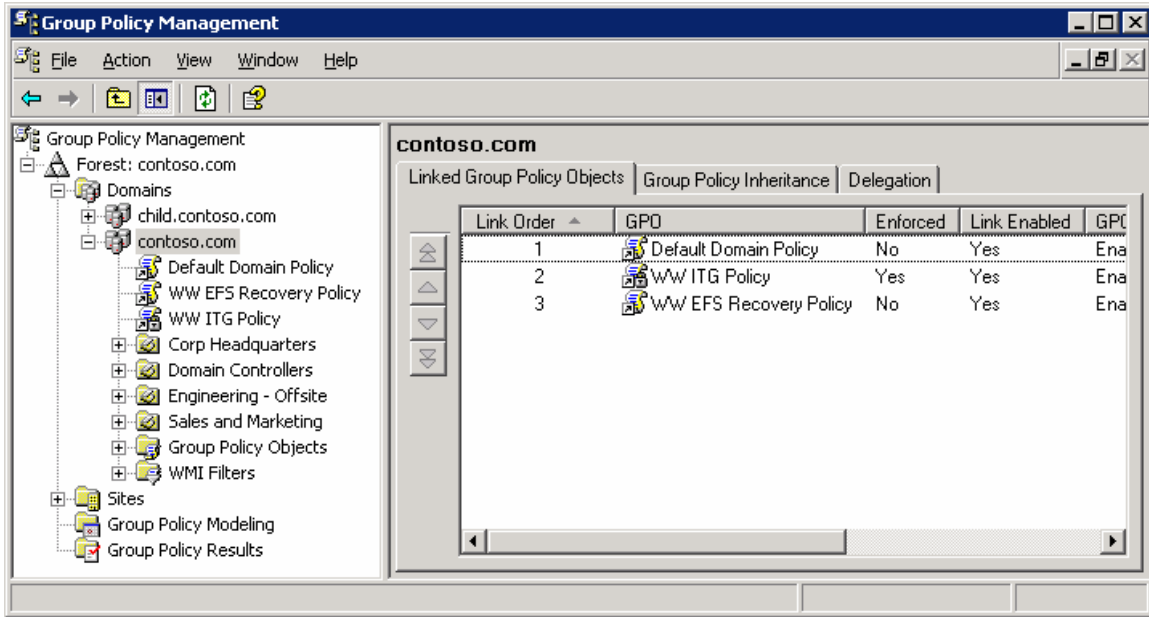 Group Policy Management
File Action View Window Help
Group Policy Management
Forest: contoso.com
Domains
child.contoso.com
contoso.com
Default Domain Policy
WW EFS Recovery Policy
WW ITG Policy
Corp Headquarters
Domain Controllers
Engineering - Offsite
Sales and Marketing
Group Policy Objects
WMI Filters
Sites
Group Policy Modeling
Group Policy Results
contoso.com
Linked Group Policy Objects Group Policy Inheritance Delegation
Link Order GPO Enforced Link Enabled GPO
1 Default Domain Policy No Yes Ena
2 WW ITG Policy Yes Yes Ena
3 WW EFS Recovery Policy No Yes Ena